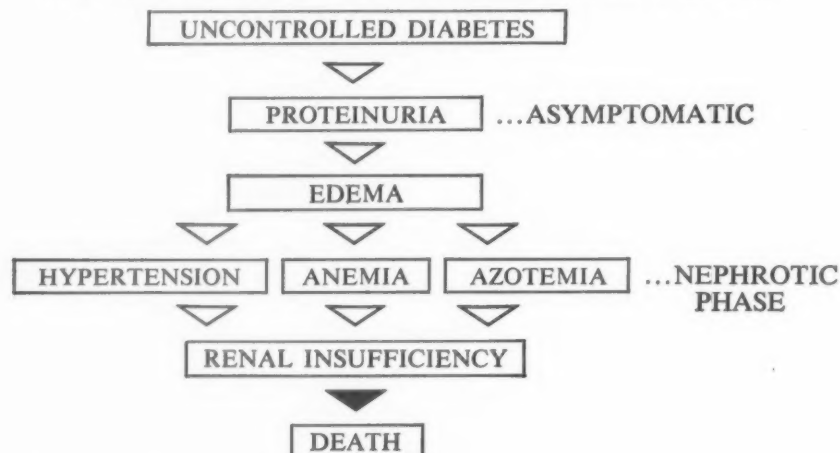 UNCONTROLLED DIABETES
PROTEINURIA ...ASYMPTOMATIC
EDEMA
HYPERTENSION ANEMIA AZOTEMIA ...NEPHROTIC
PHASE
RENAL INSUFFICIENCY
DEATH